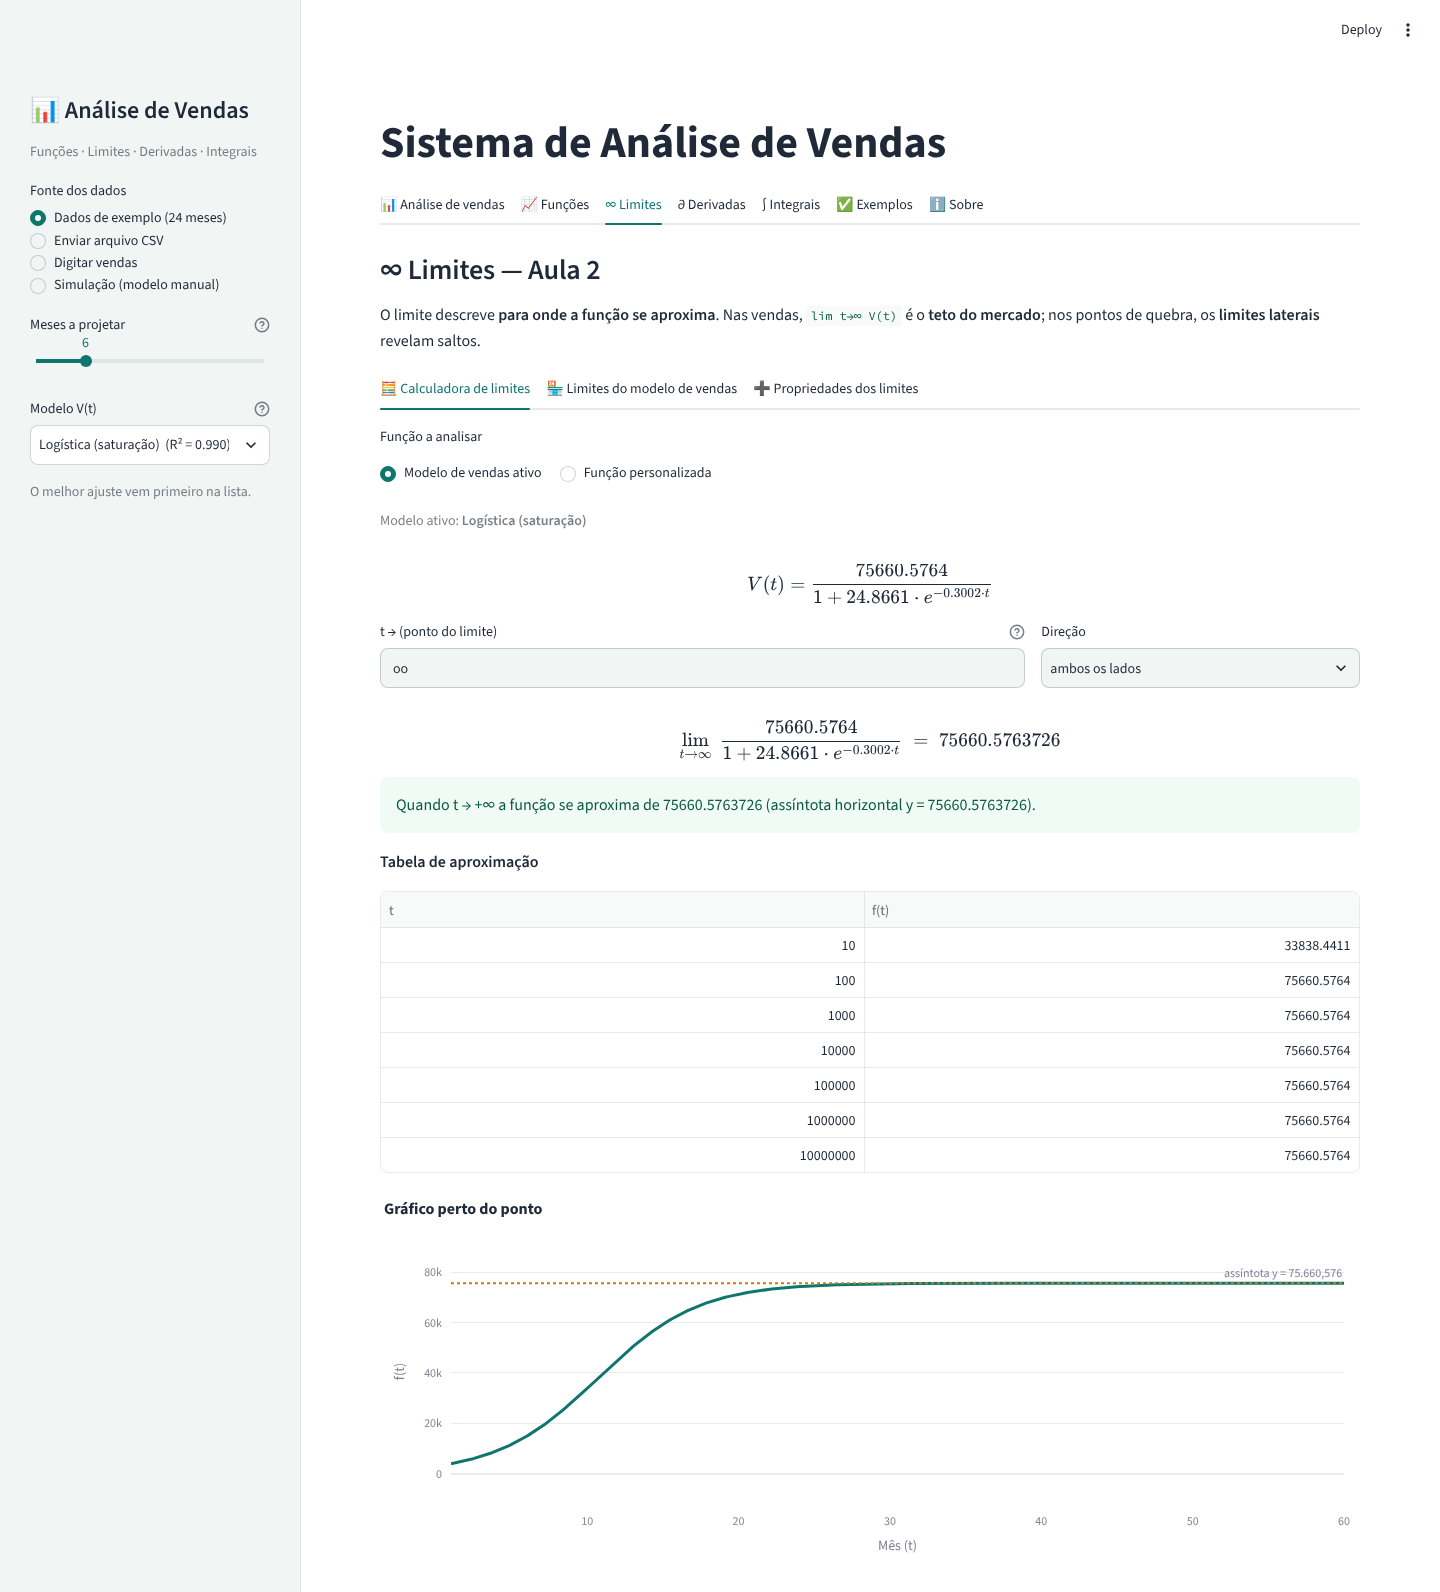 Deploy
📊 Análise de Vendas
Funções · Limites · Derivadas · Integrais
Fonte dos dados
Dados de exemplo (24 meses)
Enviar arquivo CSV
Digitar vendas
Simulação (modelo manual)
Meses a projetar
6
Modelo V(t)
Logística (saturação) (R² = 0.990)
O melhor ajuste vem primeiro na lista.
Sistema de Análise de Vendas
📊 Análise de vendas 📈 Funções ∞ Limites ∂ Derivadas ∫ Integrais ✅ Exemplos ℹ️ Sobre
∞ Limites — Aula 2
O limite descreve para onde a função se aproxima. Nas vendas, lim t→∞ V(t) é o teto do mercado; nos pontos de quebra, os limites laterais
revelam saltos.
🧮 Calculadora de limites 🏪 Limites do modelo de vendas ➕ Propriedades dos limites
Função a analisar
Modelo de vendas ativo Função personalizada
Modelo ativo: Logística (saturação)
V(t) = 75660.5764 / (1 + 24.8661 · e^{−0.3002·t})
t → (ponto do limite) Direção
oo ambos os lados
lim t→∞ 75660.5764 / (1 + 24.8661 · e^{−0.3002·t}) = 75660.5763726
Quando t → +∞ a função se aproxima de 75660.5763726 (assíntota horizontal y = 75660.5763726).
Tabela de aproximação
t f(t)
10 33838.4411
100 75660.5764
1000 75660.5764
10000 75660.5764
100000 75660.5764
1000000 75660.5764
10000000 75660.5764
Gráfico perto do ponto
80k
assíntota y = 75.660,576
60k
40k
f(t)
20k
0
10 20 30 40 50 60
Mês (t)